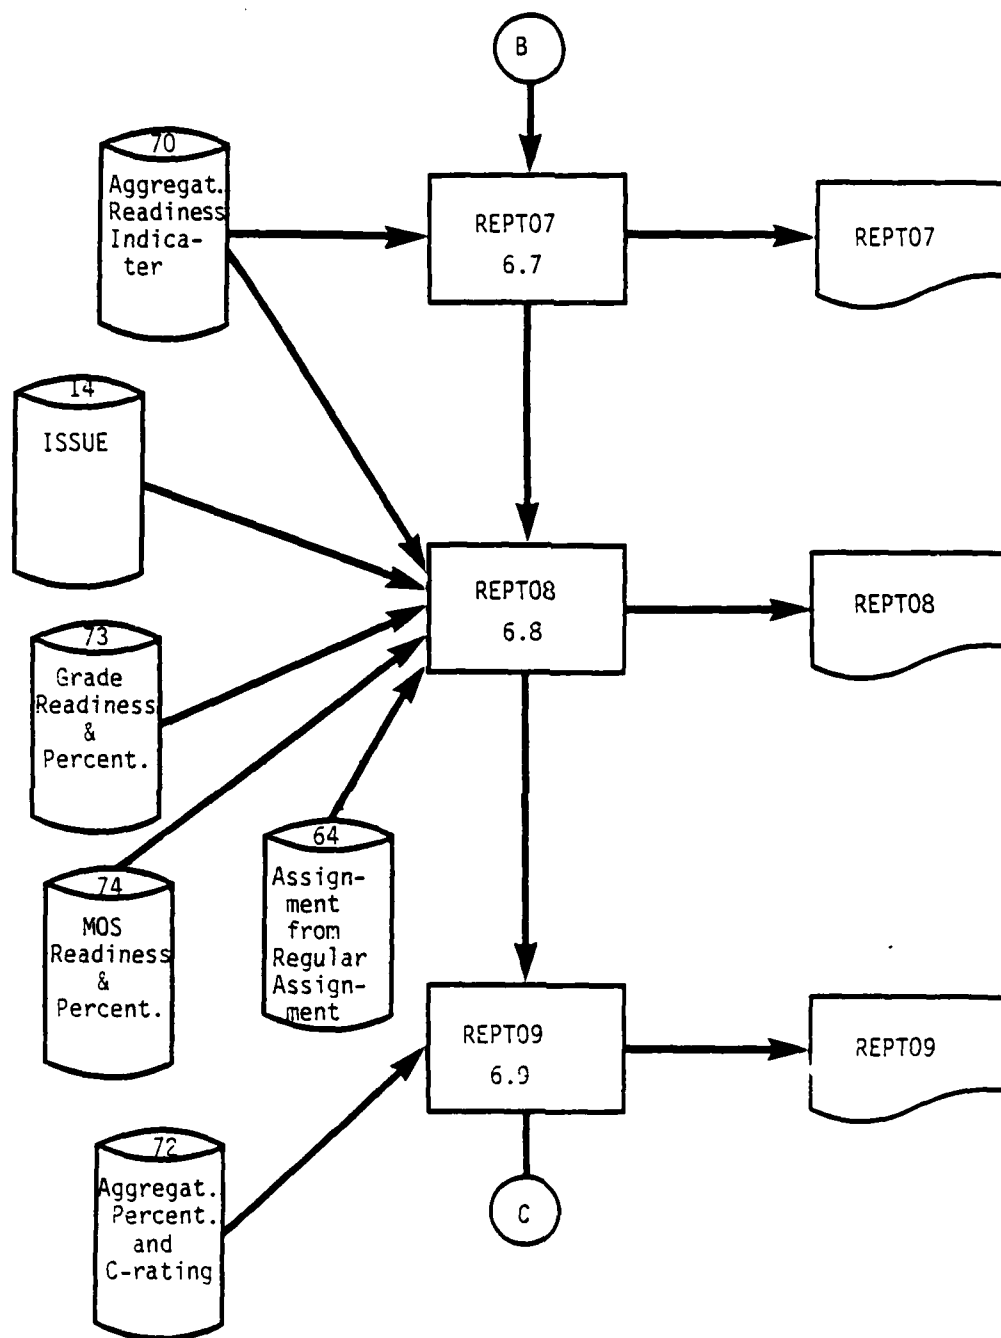 B
70
Aggregat.
Readiness
Indica-
ter
REPT07
6.7
REPT07
14
ISSUE
REPT08
6.8
REPT08
73
Grade
Readiness
&
Percent.
74
MOS
Readiness
&
Percent.
64
Assign-
ment
from
Regular
Assign-
ment
REPT09
6.9
REPT09
72
Aggregat.
Percent.
and
C-rating
C